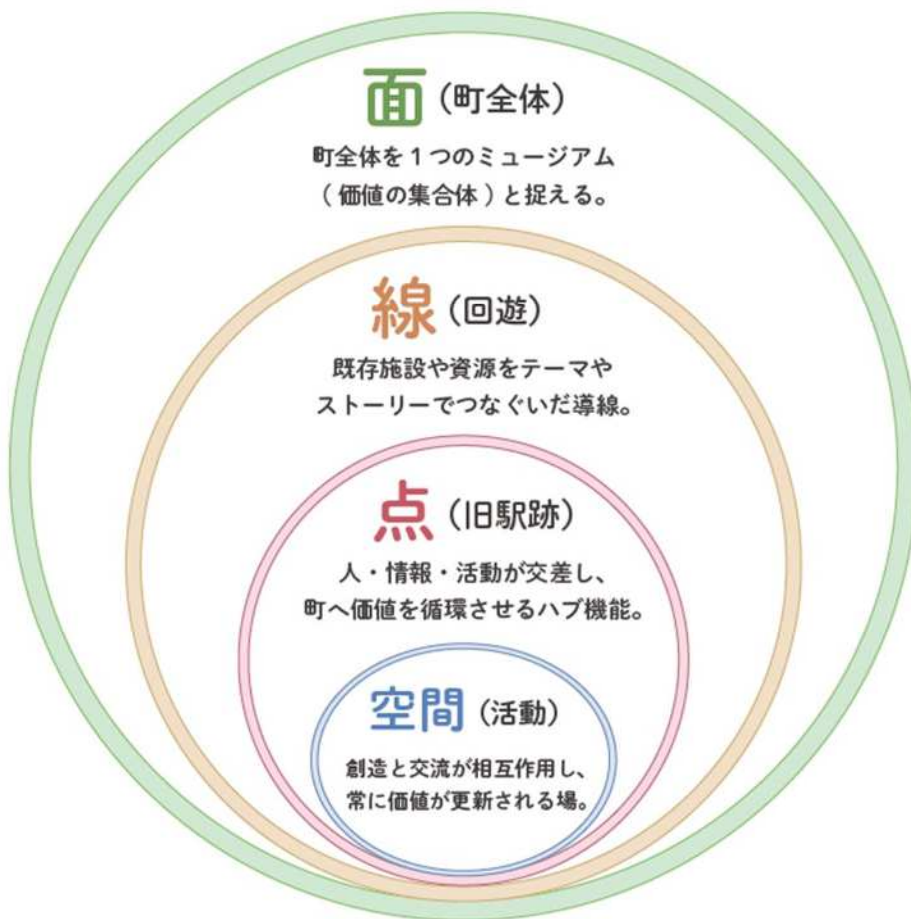 面（町全体）
町全体を１つのミュージアム
（価値の集合体）と捉える。
線（回遊）
既存施設や資源をテーマや
ストーリーでつなぐいだ導線。
点（旧駅跡）
人・情報・活動が交差し、
町へ価値を循環させるハブ機能。
空間（活動）
創造と交流が相互作用し、
常に価値が更新される場。